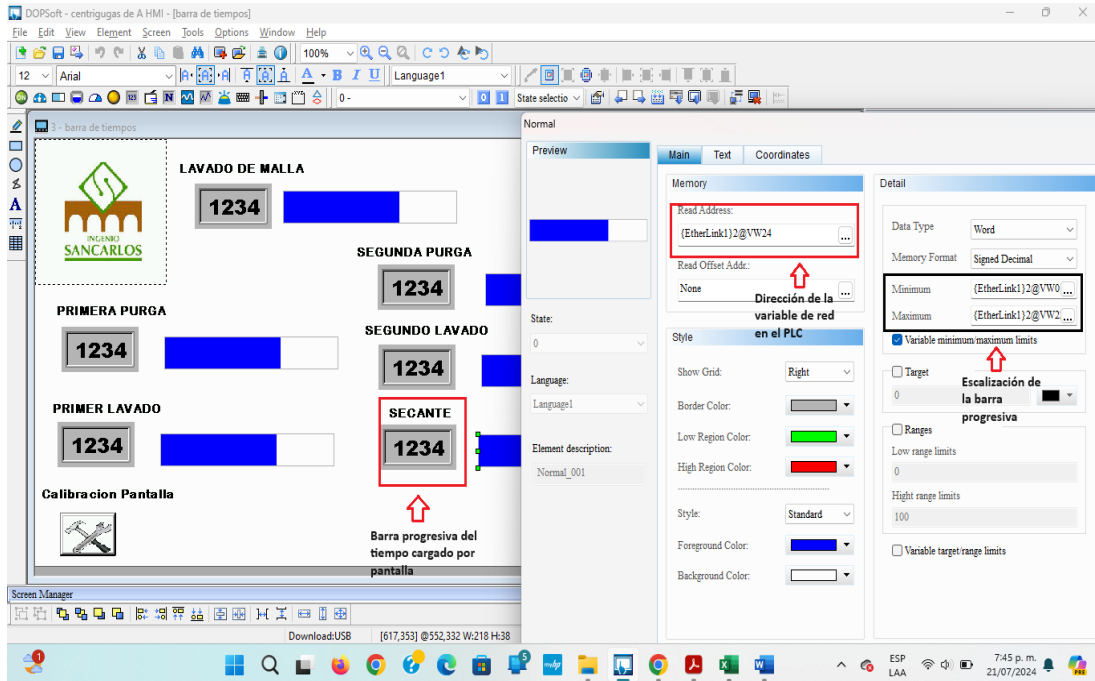 DOPSoft - centrigugas de A HMI - [barra de tiempos]
File Edit View Element Screen Tools Options Window Help
100%
12 Arial A B I U Language1
0 - 0 1 State selectio
3 - barra de tiempos
INGENIO
SANCARLOS
LAVADO DE MALLA
1234
SEGUNDA PURGA
1234
PRIMERA PURGA
1234
SEGUNDO LAVADO
1234
PRIMER LAVADO
1234
SECANTE
1234
Calibracion Pantalla
Barra progresiva del
tiempo cargado por
pantalla
Normal
Preview
State:
0
Language:
Language1
Element description:
Normal_001
Main Text Coordinates
Memory
Read Address:
{EtherLink1}2@VW24 ...
Read Offset Addr.:
None ...
Dirección de la
variable de red
en el PLC
Style
Show Grid: Right
Border Color:
Low Region Color:
High Region Color:
Style: Standard
Foreground Color:
Background Color:
Detail
Data Type Word
Memory Format Signed Decimal
Minimum {EtherLink1}2@VW0 ...
Maximum {EtherLink1}2@VW2 ...
Variable minimum/maximum limits
Target
0
Escalización de
la barra
progresiva
Ranges
Low range limits
0
Hight range limits
100
Variable target/range limits
Screen Manager
Download:USB [617,353] @552,332 W:218 H:38
1
5
ESP
LAA
7:45 p. m.
21/07/2024